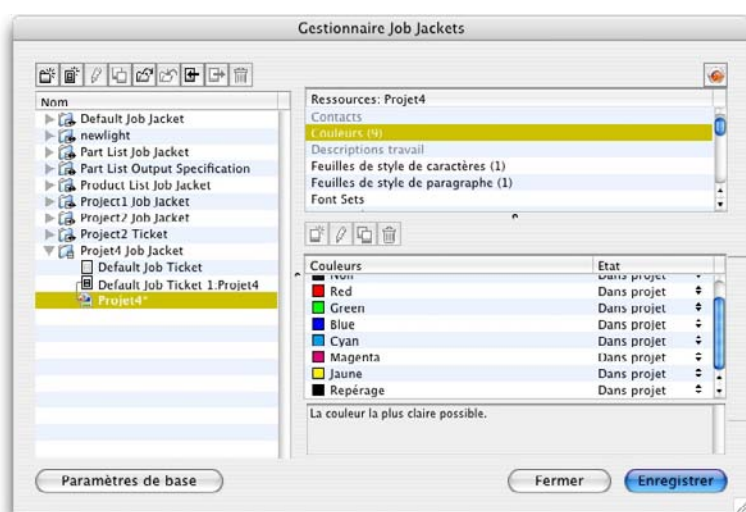 Gestionnaire Job Jackets
Nom
Default Job Jacket
newlight
Part List Job Jacket
Part List Output Specification
Product List Job Jacket
Project1 Job Jacket
Project2 Job Jacket
Project2 Ticket
Projet4 Job Jacket
Default Job Ticket
Default Job Ticket 1:Projet4
Projet4*
Ressources: Projet4
Contacts
Couleurs (9)
Descriptions travail
Feuilles de style de caractères (1)
Feuilles de style de paragraphe (1)
Font Sets
Couleurs Etat
Dans projet
Red Dans projet
Green Dans projet
Blue Dans projet
Cyan Dans projet
Magenta Dans projet
Jaune Dans projet
Repérage Dans projet
La couleur la plus claire possible.
Paramètres de base Fermer Enregistrer